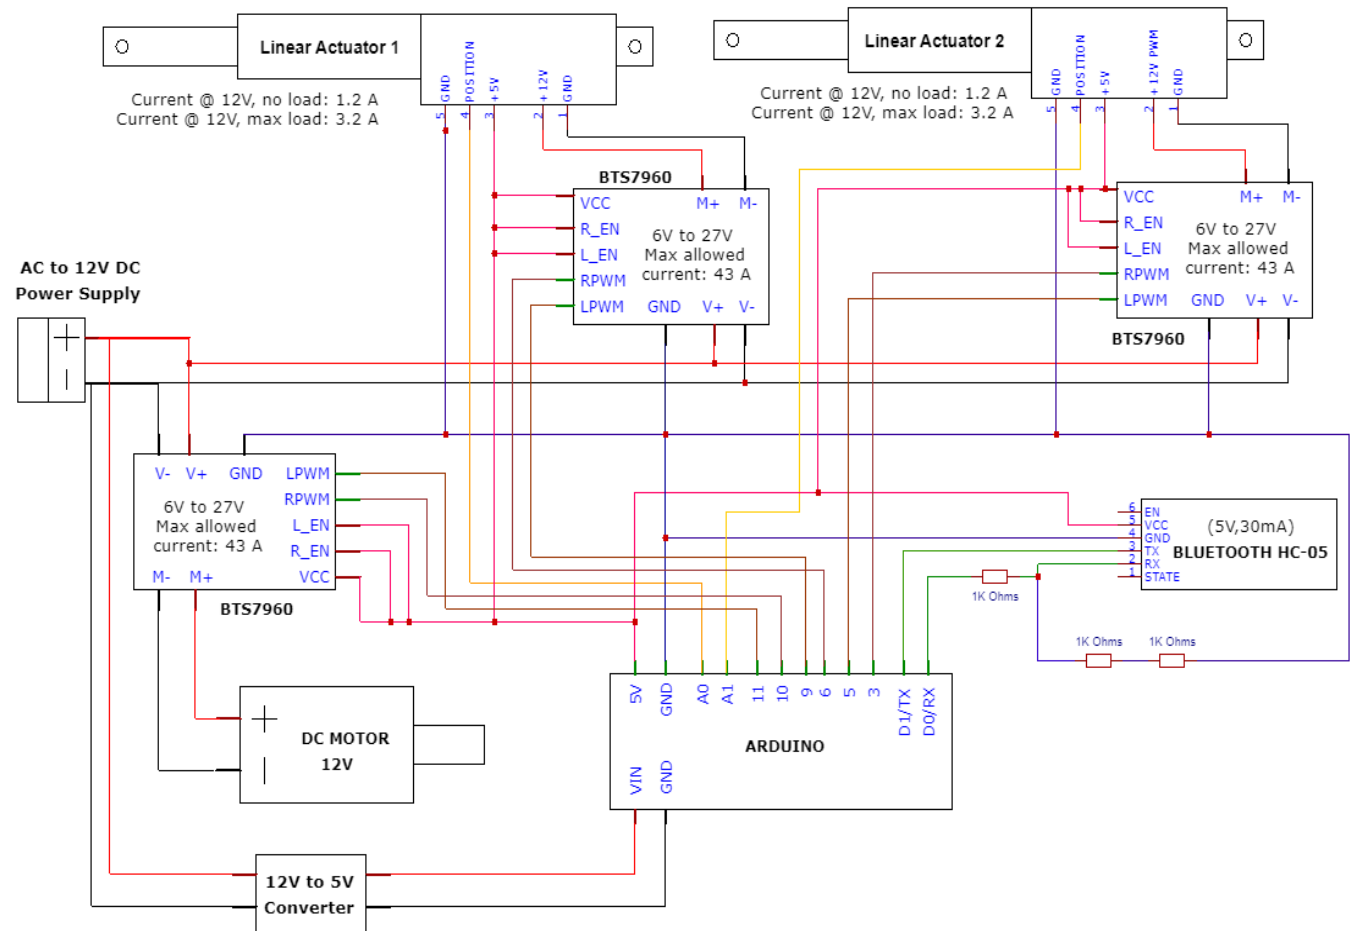 Linear Actuator 1
GND
POSITION
+5V
+12V
GND
5
4
3
2
1
Current @ 12V, no load: 1.2 A
Current @ 12V, max load: 3.2 A
Linear Actuator 2
GND
POSITION
+5V
+12V PWM
GND
5
4
3
2
1
Current @ 12V, no load: 1.2 A
Current @ 12V, max load: 3.2 A
BTS7960
VCC
M+
M-
R_EN
L_EN
RPWM
LPWM
6V to 27V
Max allowed
current: 43 A
GND
V+
V-
VCC
M+
M-
R_EN
L_EN
RPWM
LPWM
6V to 27V
Max allowed
current: 43 A
GND
V+
V-
BTS7960
AC to 12V DC
Power Supply
+
-
V-
V+
GND
LPWM
RPWM
L_EN
R_EN
VCC
6V to 27V
Max allowed
current: 43 A
M-
M+
BTS7960
6
5
4
3
2
1
EN
VCC
GND
TX
RX
STATE
(5V,30mA)
BLUETOOTH HC-05
1K Ohms
1K Ohms
1K Ohms
5V
GND
A0
A1
11
10
9
6
5
3
D1/TX
D0/RX
ARDUINO
VIN
GND
+
-
DC MOTOR
12V
12V to 5V
Converter